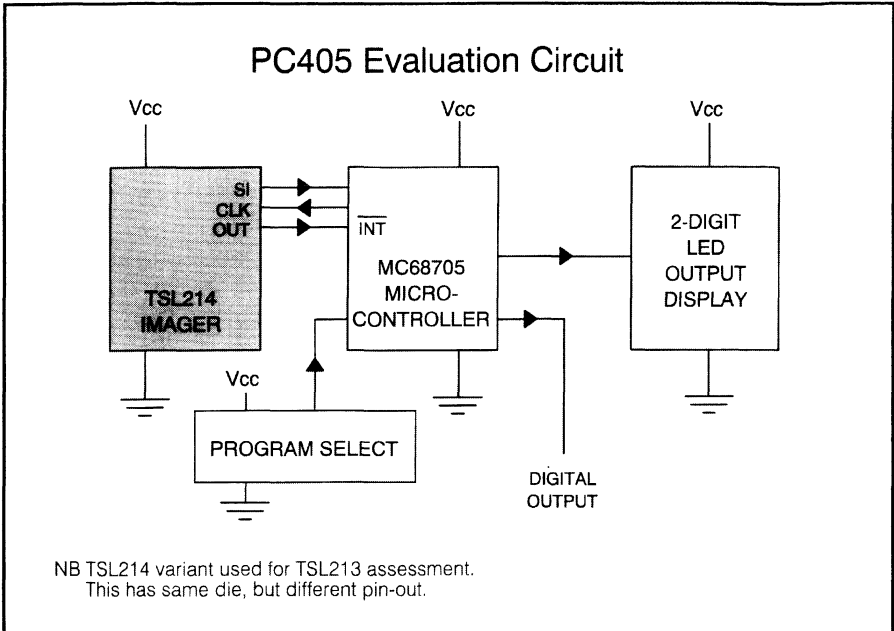 PC405 Evaluation Circuit
Vcc
Vcc
Vcc
SI
CLK
OUT
INT
TSL214
IMAGER
MC68705
MICRO-
CONTROLLER
2-DIGIT
LED
OUTPUT
DISPLAY
Vcc
PROGRAM SELECT
DIGITAL
OUTPUT
NB TSL214 variant used for TSL213 assessment.
This has same die, but different pin-out.